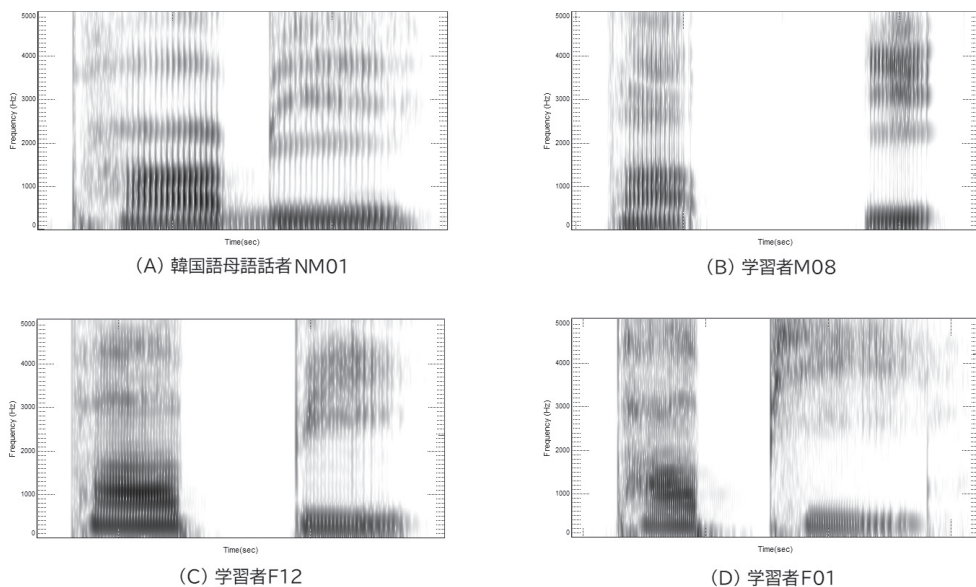 5000
4000
3000
2000
1000
0
Frequency (Hz)
Time(sec)
(A) 韓国語母語話者NM01
5000
4000
3000
2000
1000
0
Frequency (Hz)
Time(sec)
(B) 学習者M08
5000
4000
3000
2000
1000
0
Frequency (Hz)
Time(sec)
(C) 学習者F12
5000
4000
3000
2000
1000
0
Frequency (Hz)
Time(sec)
(D) 学習者F01